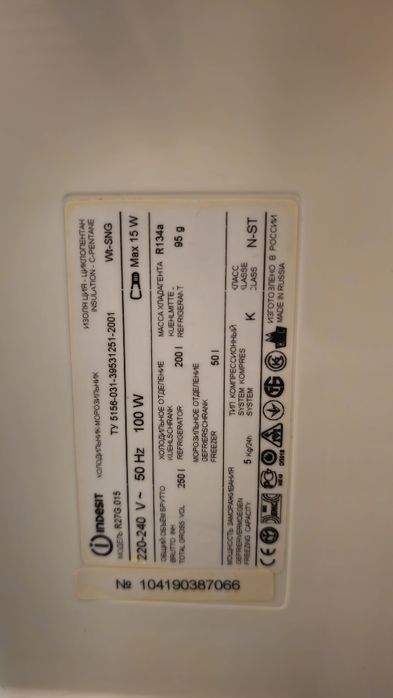 ИЗОЛЯЦИЯ - ЦИКЛОПЕНТАН
INSULATION - C-PENTANE
ХОЛОДИЛЬНИК-МОРОЗИЛЬНИК
Wt-SNG
INDESIT
МОДЕЛЬ R27G.015
ТУ 5156-031-39531251-2001
220-240 V ~ 50 Hz 100 W Max 15 W
ОБЩИЙ ОБЪЕМ БРУТТО
BRUTTO INH
TOTAL GROSS VOL
250 l
ХОЛОДИЛЬНОЕ ОТДЕЛЕНИЕ
KUEHLSCHRANK
REFRIGERATOR
200 l
МАССА ХЛАДАГЕНТА R134a
KUEHLMITTE
REFRIGERANT 95 g
МОРОЗИЛЬНОЕ ОТДЕЛЕНИЕ
GEFRIERSCHRANK
FREEZER
50 l
МОЩНОСТЬ ЗАМОРАЖИВАНИЯ
GEFRIERVERMOEGEN
FREEZING CAPACITY
5 Kg/24h
ТИП КОМПРЕССИОННЫЙ
SYSTEM KOMPRES
SYSTEM
K
КЛАСС
KLASSE
CLASS
N-ST
CE
ИЗГОТОВЛЕНО В РОССИИ
MADE IN RUSSIA
№ 104190387066